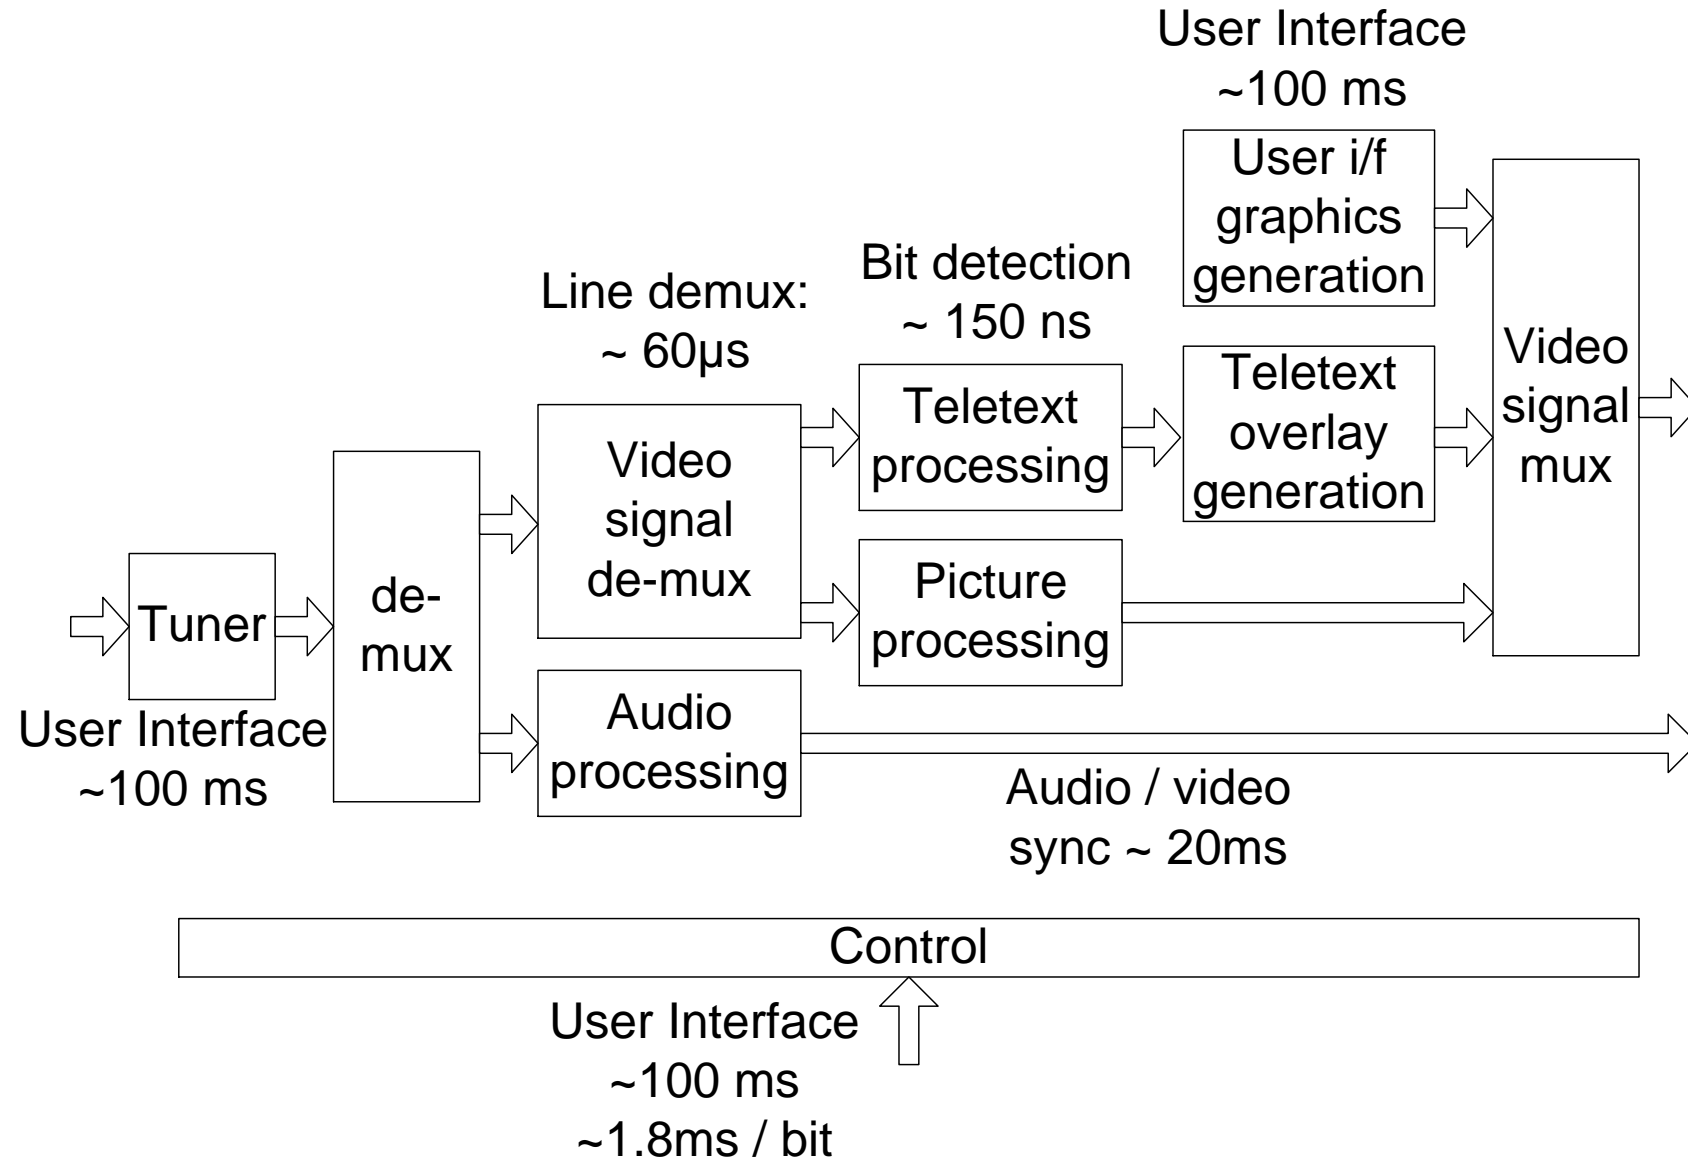 User Interface
~100 ms
User i/f
graphics
generation
Line demux:
~ 60µs
Bit detection
~ 150 ns
Video
signal
mux
Teletext
processing
Teletext
overlay
generation
Video
signal
de-mux
Tuner
de-
mux
Picture
processing
User Interface
~100 ms
Audio
processing
Audio / video
sync ~ 20ms
Control
User Interface
~100 ms
~1.8ms / bit